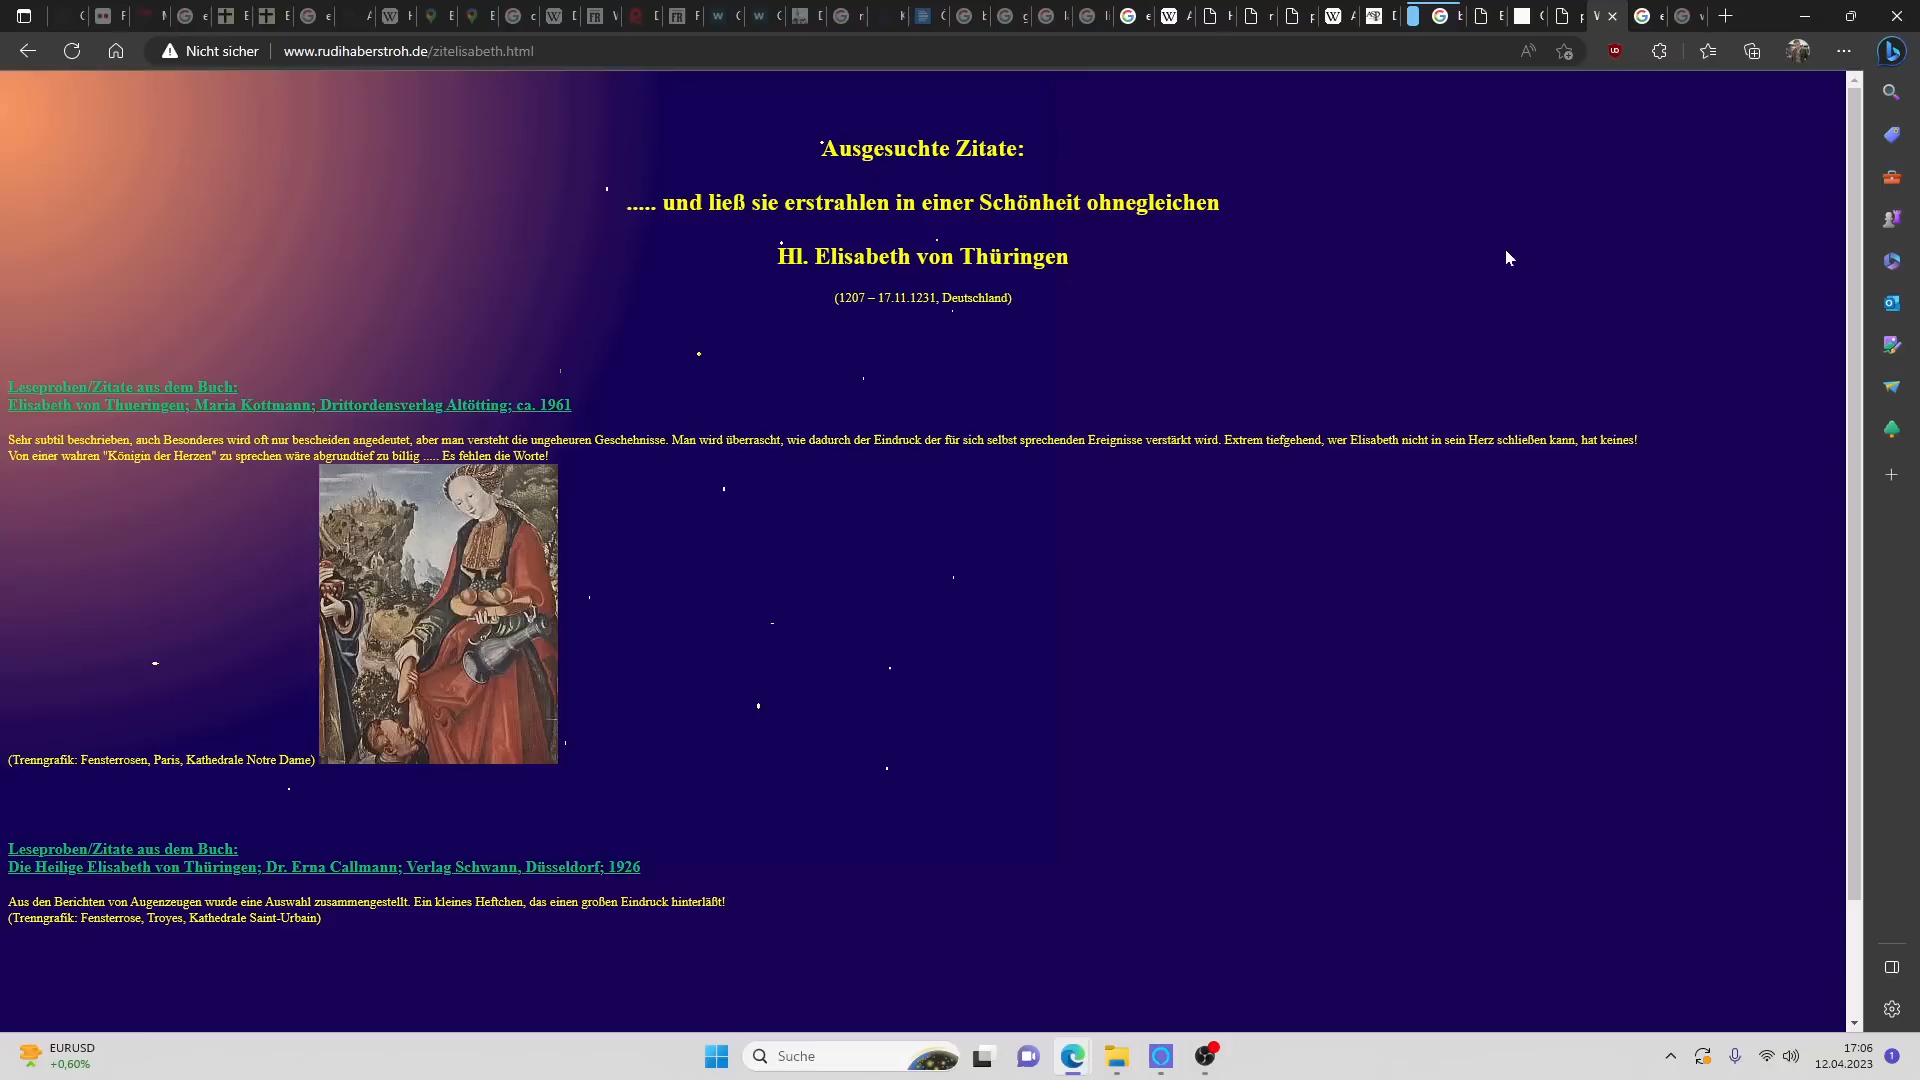 Nicht sicher
www.rudihaberstroh.de/zitelisabeth.html
Ausgesuchte Zitate:
..... und ließ sie erstrahlen in einer Schönheit ohnegleichen
Hl. Elisabeth von Thüringen
(1207 – 17.11.1231, Deutschland)
Leseproben/Zitate aus dem Buch:
Elisabeth von Thueringen; Maria Kottmann; Drittordensverlag Altötting; ca. 1961
Sehr subtil beschrieben, auch Besonderes wird oft nur bescheiden angedeutet, aber man versteht die ungeheuren Geschehnisse. Man wird überrascht, wie dadurch der Eindruck der für sich selbst sprechenden Ereignisse verstärkt wird. Extrem tiefgehend, wer Elisabeth nicht in sein Herz schließen kann, hat keines!
Von einer wahren "Königin der Herzen" zu sprechen wäre abgrundtief zu billig ..... Es fehlen die Worte!
(Trenngrafik: Fensterrosen, Paris, Kathedrale Notre Dame)
Leseproben/Zitate aus dem Buch:
Die Heilige Elisabeth von Thüringen; Dr. Erna Callmann; Verlag Schwann, Düsseldorf; 1926
Aus den Berichten von Augenzeugen wurde eine Auswahl zusammengestellt. Ein kleines Heftchen, das einen großen Eindruck hinterläßt!
(Trenngrafik: Fensterrose, Troyes, Kathedrale Saint-Urbain)
EURUSD
+0,60%
Suche
17:06
12.04.2023
1